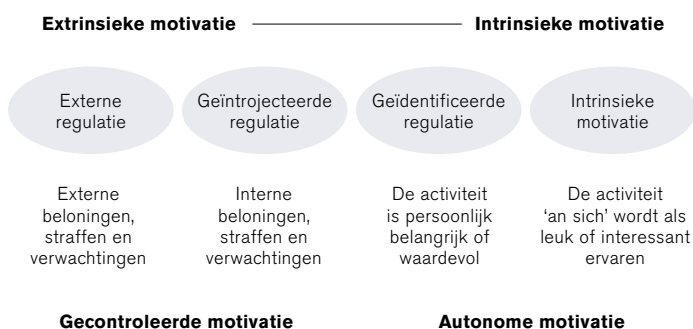 Extrinsieke motivatie Intrinsieke motivatie
Externe
regulatie
Geïntrojecteerde
regulatie
Geïdentificeerde
regulatie
Intrinsieke
motivatie
Externe
beloningen,
straffen en
verwachtingen
Interne
beloningen,
straffen en
verwachtingen
De activiteit
is persoonlijk
belangrijk of
waardevol
De activiteit
‘an sich’ wordt als
leuk of interessant
ervaren
Gecontroleerde motivatie Autonome motivatie